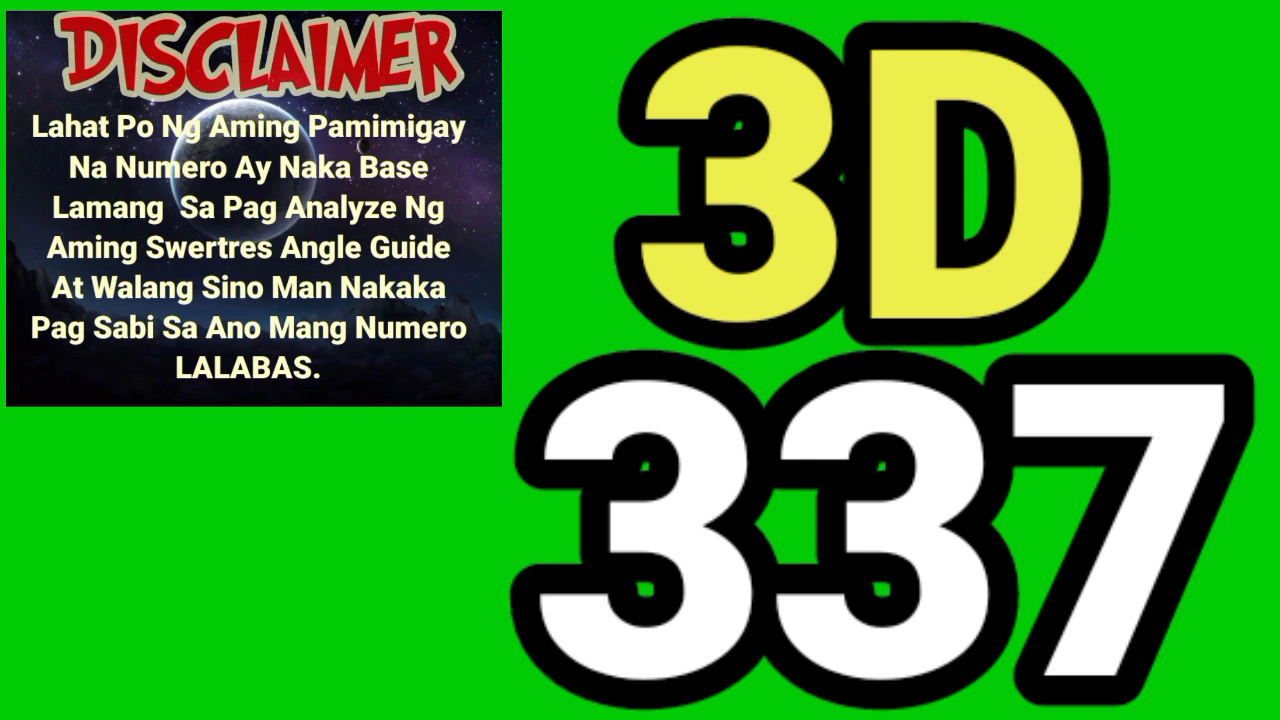 DISCLAIMER
Lahat Po Ng Aming Pamimigay
Na Numero Ay Naka Base
Lamang Sa Pag Analyze Ng
Aming Swertres Angle Guide
At Walang Sino Man Nakaka
Pag Sabi Sa Ano Mang Numero
LALABAS.
3D
337